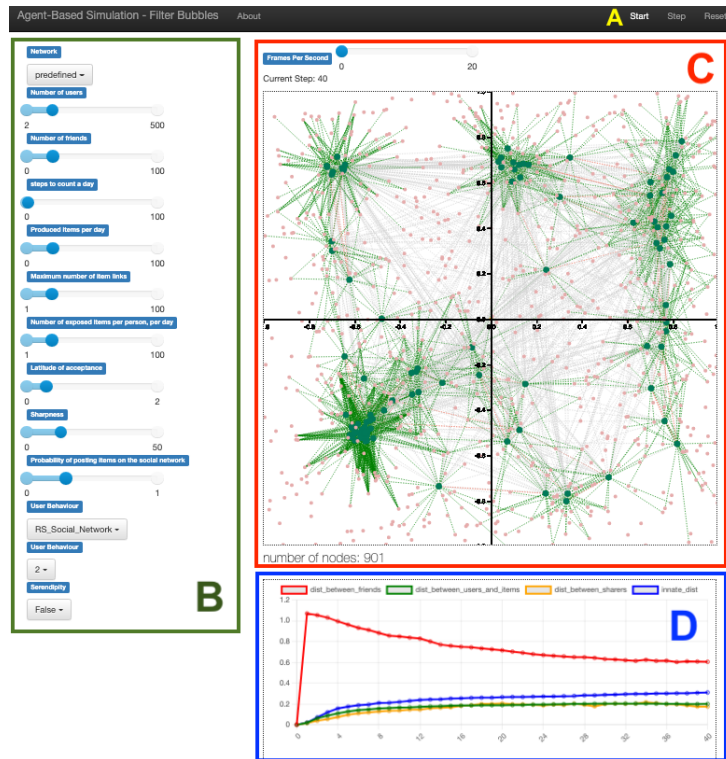 Agent-Based Simulation - Filter Bubbles About A Start Step Reset
Network
predefined
Number of users
2 500
Number of friends
0 100
steps to count a day
0 100
Produced items per day
0 100
Maximum number of item links
1 100
Number of exposed items per person, per day
1 100
Latitude of acceptance
0 2
Sharpness
0 50
Probability of posting items on the social network
0 1
User Behaviour
RS_Social_Network
User Behaviour
2
Serendipity
False
B
Frames Per Second
0 20
C
Current Step: 40
number of nodes: 901
dist_between_friends dist_between_users_and_items dist_between_sharers innate_dist
D
1.2
1.0
0.8
0.6
0.4
0.2
0
0 4 8 12 16 20 24 28 32 36 40